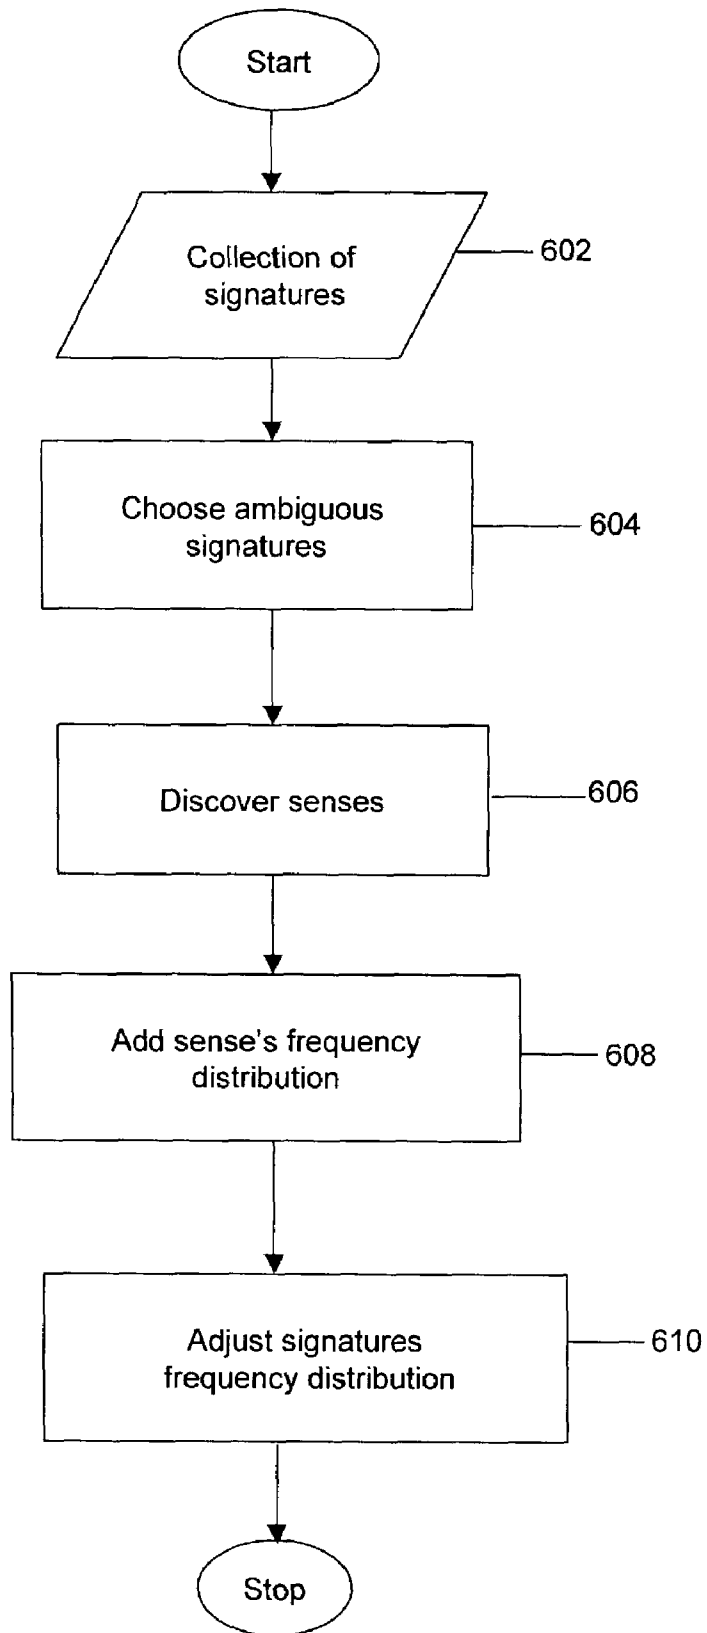 Start
Collection of
signatures
602
Choose ambiguous
signatures
604
Discover senses
606
Add sense's frequency
distribution
608
Adjust signatures
frequency distribution
610
Stop